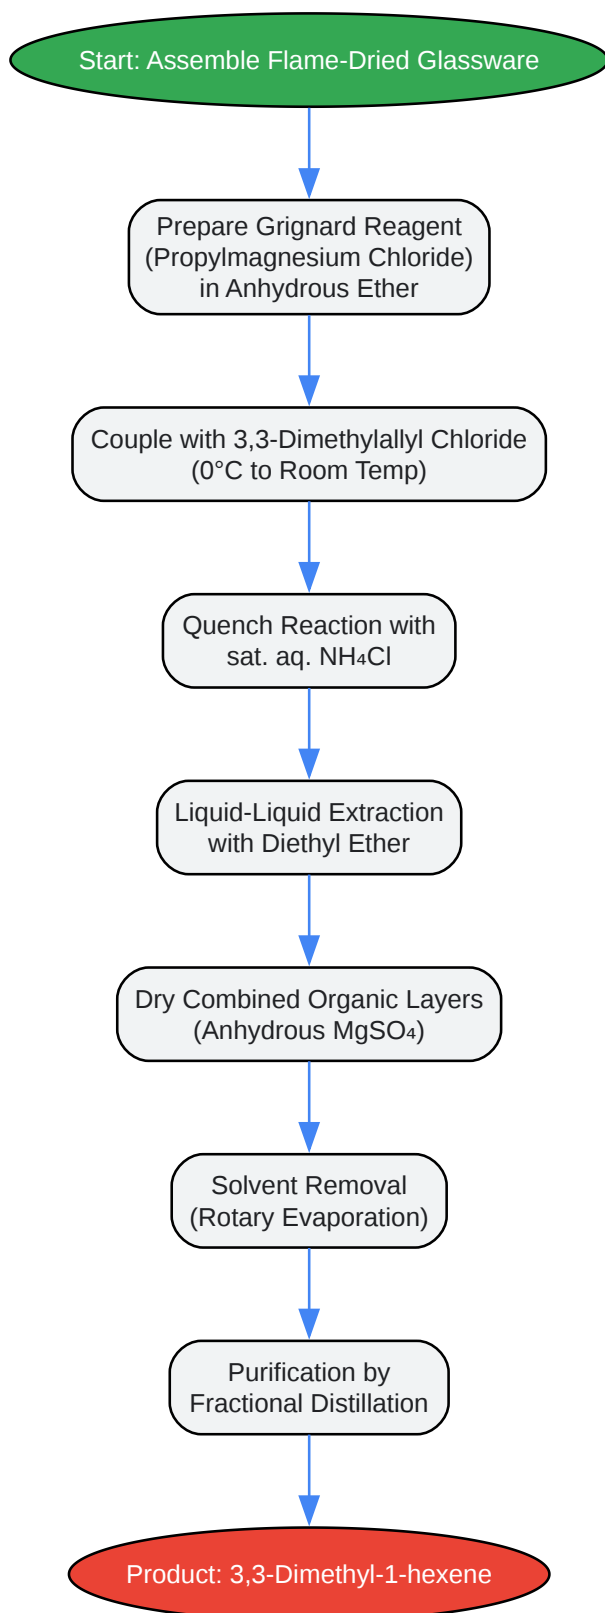 Start: Assemble Flame-Dried Glassware
Prepare Grignard Reagent
(Propylmagnesium Chloride)
in Anhydrous Ether
Couple with 3,3-Dimethylallyl Chloride
(0°C to Room Temp)
Quench Reaction with
sat. aq. NH₄Cl
Liquid-Liquid Extraction
with Diethyl Ether
Dry Combined Organic Layers
(Anhydrous MgSO₄)
Solvent Removal
(Rotary Evaporation)
Purification by
Fractional Distillation
Product: 3,3-Dimethyl-1-hexene